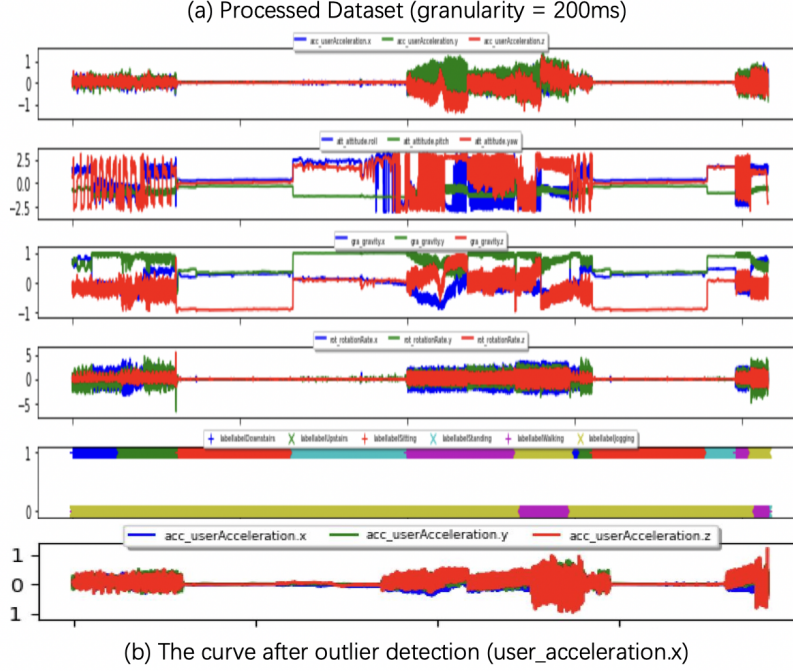 (a) Processed Dataset (granularity = 200ms)
acc_userAcceleration.x acc_userAcceleration.y acc_userAcceleration.z
1
0
−1
att_attitude.roll att_attitude.pitch att_attitude.yaw
2.5
0.0
−2.5
gra_gravity.x gra_gravity.y gra_gravity.z
1
0
−1
rot_rotationRate.x rot_rotationRate.y rot_rotationRate.z
5
0
−5
labellabelDownstairs labellabelUpstairs labellabelSitting labellabelStanding labellabelWalking labellabelJogging
1
0
acc_userAcceleration.x acc_userAcceleration.y acc_userAcceleration.z
1
0
1
(b) The curve after outlier detection (user_acceleration.x)